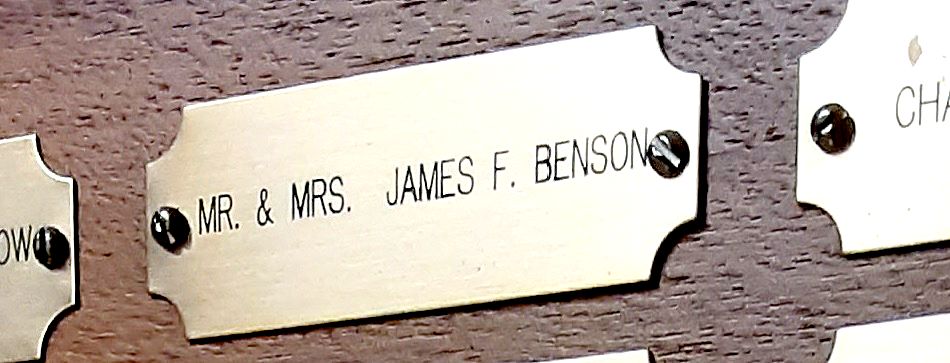 MR. & MRS. JAMES F. BENSON